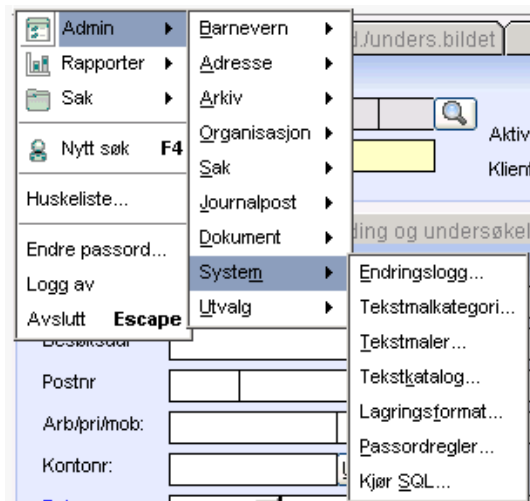 Admin
Rapporter
Sak
Nytt søk F4
Huskeliste...
Endre passord...
Logg av
Avslutt Escape
Barnevern
Adresse
Arkiv
Organisasjon
Sak
Journalpost
Dokument
System
Utvalg
Endringslogg...
Tekstmalkategori...
Tekstmaler...
Tekstkatalog...
Lagringsformat...
Passordregler...
Kjør SQL...
d./unders.bildet
Aktiv
Klient
ding og undersøkel
Postnr
Arb/pri/mob:
Kontonr: